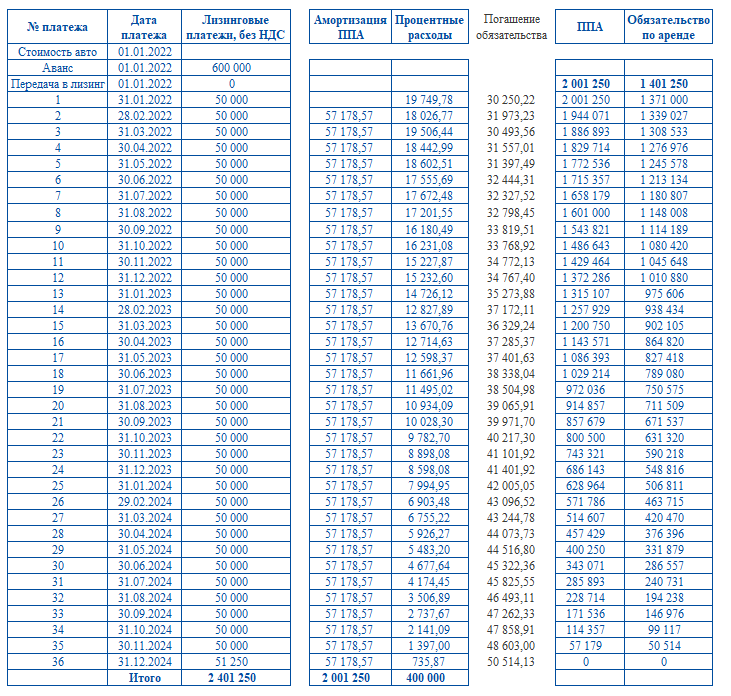 № платежа Дата платежа Лизинговые платежи, без НДС Амортизация ППА Процентные расходы Погашение обязательства ППА Обязательство по аренде
Стоимость авто 01.01.2022
Аванс 01.01.2022 600 000
Передача в лизинг 01.01.2022 0 2 001 250 1 401 250
1 31.01.2022 50 000 19 749,78 30 250,22 2 001 250 1 371 000
2 28.02.2022 50 000 57 178,57 18 026,77 31 973,23 1 944 071 1 339 027
3 31.03.2022 50 000 57 178,57 19 506,44 30 493,56 1 886 893 1 308 533
4 30.04.2022 50 000 57 178,57 18 442,99 31 557,01 1 829 714 1 276 976
5 31.05.2022 50 000 57 178,57 18 602,51 31 397,49 1 772 536 1 245 578
6 30.06.2022 50 000 57 178,57 17 555,69 32 444,31 1 715 357 1 213 134
7 31.07.2022 50 000 57 178,57 17 672,48 32 327,52 1 658 179 1 180 807
8 31.08.2022 50 000 57 178,57 17 201,55 32 798,45 1 601 000 1 148 008
9 30.09.2022 50 000 57 178,57 16 180,49 33 819,51 1 543 821 1 114 189
10 31.10.2022 50 000 57 178,57 16 231,08 33 768,92 1 486 643 1 080 420
11 30.11.2022 50 000 57 178,57 15 227,87 34 772,13 1 429 464 1 045 648
12 31.12.2022 50 000 57 178,57 15 232,60 34 767,40 1 372 286 1 010 880
13 31.01.2023 50 000 57 178,57 14 726,12 35 273,88 1 315 107 975 606
14 28.02.2023 50 000 57 178,57 12 827,89 37 172,11 1 257 929 938 434
15 31.03.2023 50 000 57 178,57 13 670,76 36 329,24 1 200 750 902 105
16 30.04.2023 50 000 57 178,57 12 714,63 37 285,37 1 143 571 864 820
17 31.05.2023 50 000 57 178,57 12 598,37 37 401,63 1 086 393 827 418
18 30.06.2023 50 000 57 178,57 11 661,96 38 338,04 1 029 214 789 080
19 31.07.2023 50 000 57 178,57 11 495,02 38 504,98 972 036 750 575
20 31.08.2023 50 000 57 178,57 10 934,09 39 065,91 914 857 711 509
21 30.09.2023 50 000 57 178,57 10 028,30 39 971,70 857 679 671 537
22 31.10.2023 50 000 57 178,57 9 782,70 40 217,30 800 500 631 320
23 30.11.2023 50 000 57 178,57 8 898,08 41 101,92 743 321 590 218
24 31.12.2023 50 000 57 178,57 8 598,08 41 401,92 686 143 548 816
25 31.01.2024 50 000 57 178,57 7 994,95 42 005,05 628 964 506 811
26 29.02.2024 50 000 57 178,57 6 903,48 43 096,52 571 786 463 715
27 31.03.2024 50 000 57 178,57 6 755,22 43 244,78 514 607 420 470
28 30.04.2024 50 000 57 178,57 5 926,27 44 073,73 457 429 376 396
29 31.05.2024 50 000 57 178,57 5 483,20 44 516,80 400 250 331 879
30 30.06.2024 50 000 57 178,57 4 677,64 45 322,36 343 071 286 557
31 31.07.2024 50 000 57 178,57 4 174,45 45 825,55 285 893 240 731
32 31.08.2024 50 000 57 178,57 3 506,89 46 493,11 228 714 194 238
33 30.09.2024 50 000 57 178,57 2 737,67 47 262,33 171 536 146 976
34 31.10.2024 50 000 57 178,57 2 141,09 47 858,91 114 357 99 117
35 30.11.2024 50 000 57 178,57 1 397,00 48 603,00 57 179 50 514
36 31.12.2024 51 250 57 178,57 735,87 50 514,13 0 0
Итого 2 401 250 2 001 250 400 000